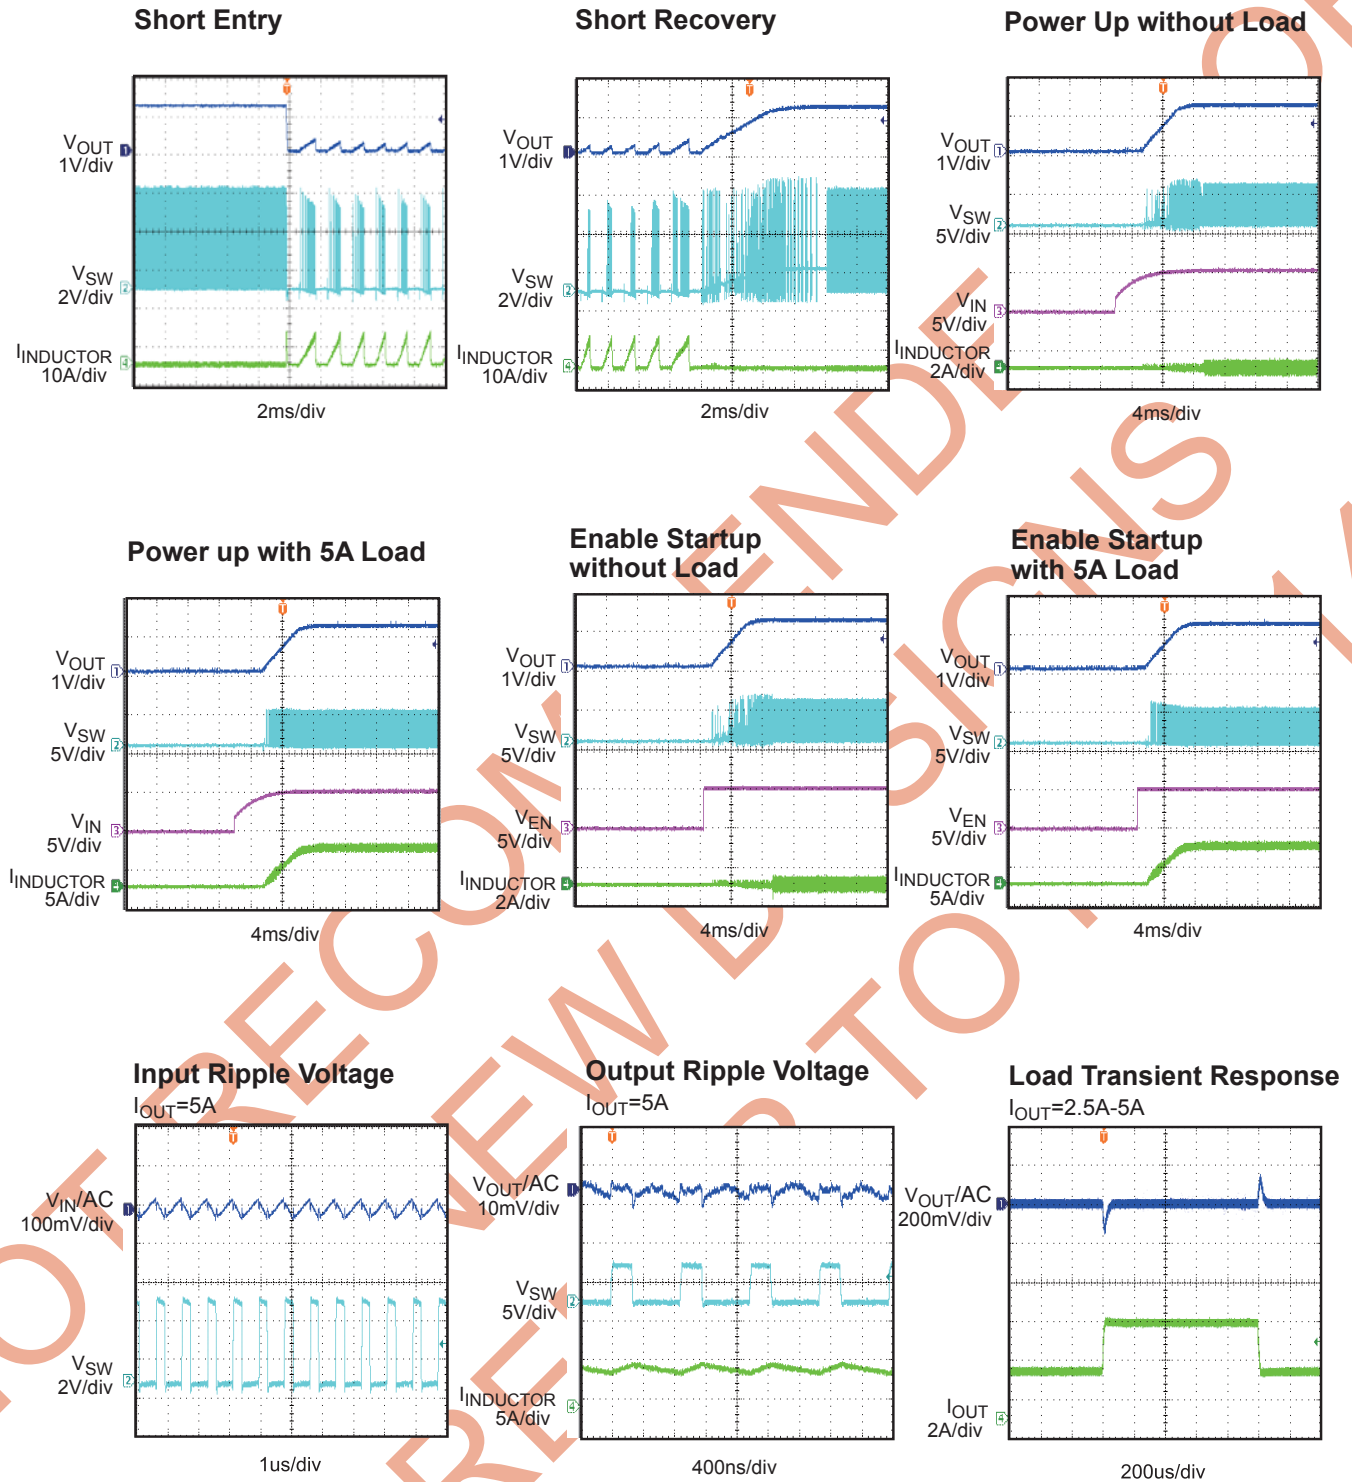 Short Entry
VOUT
1V/div
VSW
2V/div
IINDUCTOR
10A/div
2ms/div
Short Recovery
VOUT
1V/div
VSW
2V/div
IINDUCTOR
10A/div
2ms/div
Power Up without Load
VOUT
1V/div
VSW
5V/div
VIN
5V/div
IINDUCTOR
2A/div
4ms/div
Power up with 5A Load
VOUT
1V/div
VSW
5V/div
VIN
5V/div
IINDUCTOR
5A/div
4ms/div
Enable Startup
without Load
VOUT
1V/div
VSW
5V/div
VEN
5V/div
IINDUCTOR
2A/div
4ms/div
Enable Startup
with 5A Load
VOUT
1V/div
VSW
5V/div
VEN
5V/div
IINDUCTOR
5A/div
4ms/div
Input Ripple Voltage
IOUT=5A
VIN/AC
100mV/div
VSW
2V/div
1us/div
Output Ripple Voltage
IOUT=5A
VOUT/AC
10mV/div
VSW
5V/div
IINDUCTOR
5A/div
400ns/div
Load Transient Response
IOUT=2.5A-5A
VOUT/AC
200mV/div
IOUT
2A/div
200us/div